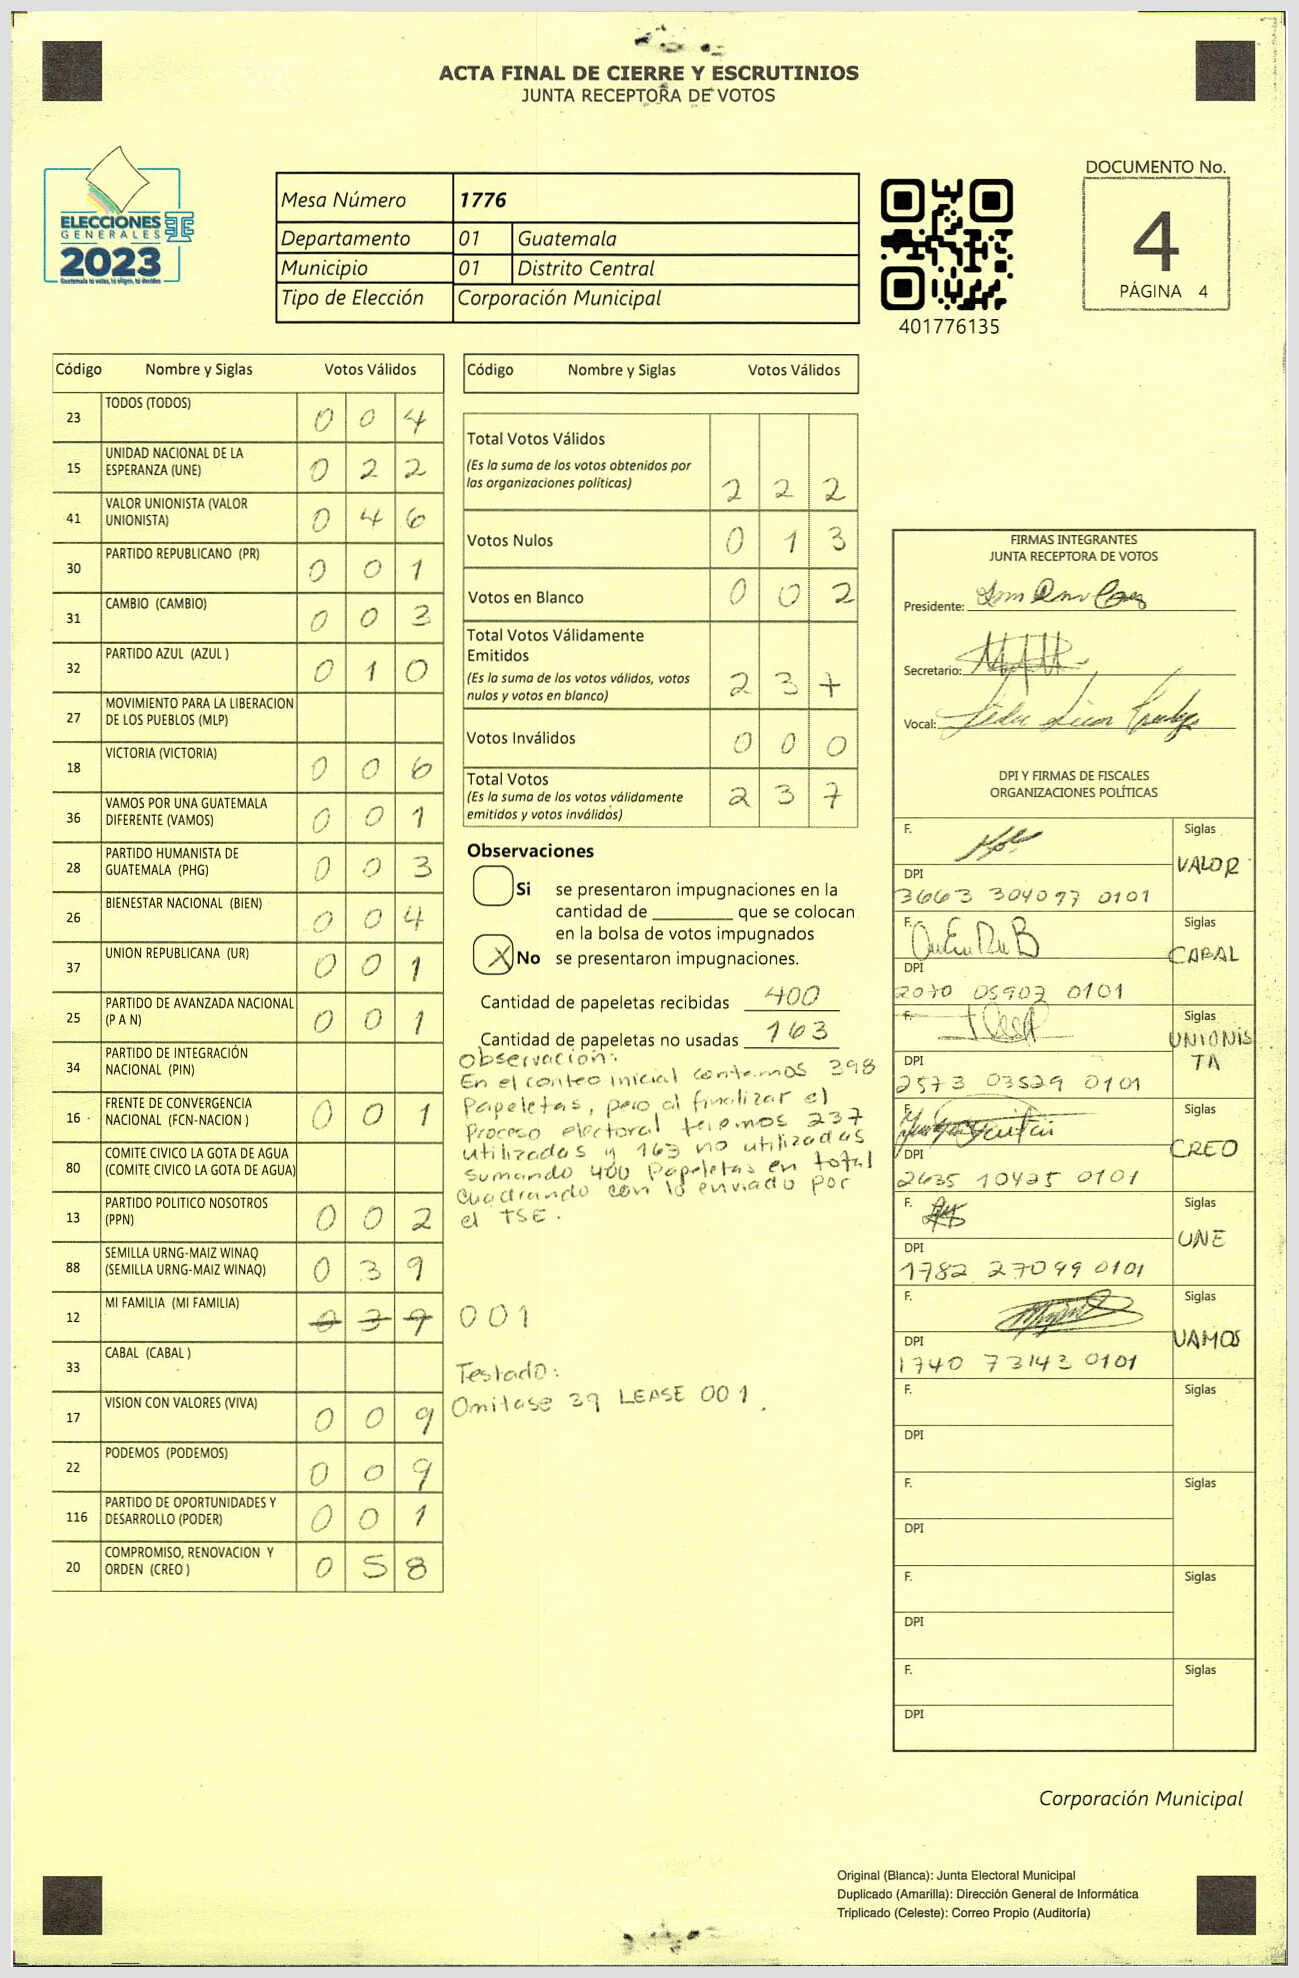 ACTA FINAL DE CIERRE Y ESCRUTINIOS
JUNTA RECEPTORA DE VOTOS
ELECCIONES
GENERALES
2023
Guatemala tú votas, tú eliges, tú decides
Mesa Número 1776
Departamento 01 Guatemala
Municipio 01 Distrito Central
Tipo de Elección Corporación Municipal
401776135
DOCUMENTO No.
4
PÁGINA 4
Código Nombre y Siglas Votos Válidos
23 TODOS (TODOS) 0 0 4
15 UNIDAD NACIONAL DE LA
ESPERANZA (UNE) 0 2 2
41 VALOR UNIONISTA (VALOR
UNIONISTA) 0 4 6
30 PARTIDO REPUBLICANO (PR) 0 0 1
31 CAMBIO (CAMBIO) 0 0 3
32 PARTIDO AZUL (AZUL ) 0 1 0
27 MOVIMIENTO PARA LA LIBERACION
DE LOS PUEBLOS (MLP)
18 VICTORIA (VICTORIA) 0 0 6
36 VAMOS POR UNA GUATEMALA
DIFERENTE (VAMOS) 0 0 1
28 PARTIDO HUMANISTA DE
GUATEMALA (PHG) 0 0 3
26 BIENESTAR NACIONAL (BIEN) 0 0 4
37 UNION REPUBLICANA (UR) 0 0 1
25 PARTIDO DE AVANZADA NACIONAL
(P A N) 0 0 1
34 PARTIDO DE INTEGRACIÓN
NACIONAL (PIN)
16 FRENTE DE CONVERGENCIA
NACIONAL (FCN-NACION ) 0 0 1
80 COMITE CIVICO LA GOTA DE AGUA
(COMITE CIVICO LA GOTA DE AGUA)
13 PARTIDO POLITICO NOSOTROS
(PPN) 0 0 2
88 SEMILLA URNG-MAIZ WINAQ
(SEMILLA URNG-MAIZ WINAQ) 0 3 9
12 MI FAMILIA (MI FAMILIA) 0 3 9 001
33 CABAL (CABAL )
17 VISION CON VALORES (VIVA) 0 0 9
22 PODEMOS (PODEMOS) 0 0 9
116 PARTIDO DE OPORTUNIDADES Y
DESARROLLO (PODER) 0 0 1
20 COMPROMISO, RENOVACION Y
ORDEN (CREO ) 0 5 8
Código Nombre y Siglas Votos Válidos
Total Votos Válidos
(Es la suma de los votos obtenidos por
las organizaciones políticas) 2 2 2
Votos Nulos 0 1 3
Votos en Blanco 0 0 2
Total Votos Válidamente
Emitidos
(Es la suma de los votos válidos, votos
nulos y votos en blanco) 2 3 7
Votos Inválidos 0 0 0
Total Votos
(Es la suma de los votos válidamente
emitidos y votos inválidos) 2 3 7
Observaciones
Si se presentaron impugnaciones en la
cantidad de ________ que se colocan
en la bolsa de votos impugnados
X No se presentaron impugnaciones.
Cantidad de papeletas recibidas 400
Cantidad de papeletas no usadas 163
Observación:
En el conteo inicial contamos 398
Papeletas, pero al finalizar el
Proceso electoral tenemos 237
utilizadas y 163 no utilizadas
sumando 400 Papeletas en total
Cuadrando con lo enviado por
el TSE.
Testado:
Omitase 39 LEASE 001.
FIRMAS INTEGRANTES
JUNTA RECEPTORA DE VOTOS
Presidente:
Secretario:
Vocal:
DPI Y FIRMAS DE FISCALES
ORGANIZACIONES POLÍTICAS
F. Siglas
VALOR
DPI
3663 304097 0101
F. Siglas
CABAL
DPI
2070 05902 0101
F. Siglas
UNIONIS
TA
DPI
2573 03529 0101
F. Siglas
CREO
DPI
2635 10425 0101
F. Siglas
UNE
DPI
1782 27099 0101
F. Siglas
VAMOS
DPI
1740 73143 0101
F. Siglas
DPI
F. Siglas
DPI
F. Siglas
DPI
F. Siglas
DPI
Corporación Municipal
Original (Blanca): Junta Electoral Municipal
Duplicado (Amarilla): Dirección General de Informática
Triplicado (Celeste): Correo Propio (Auditoría)